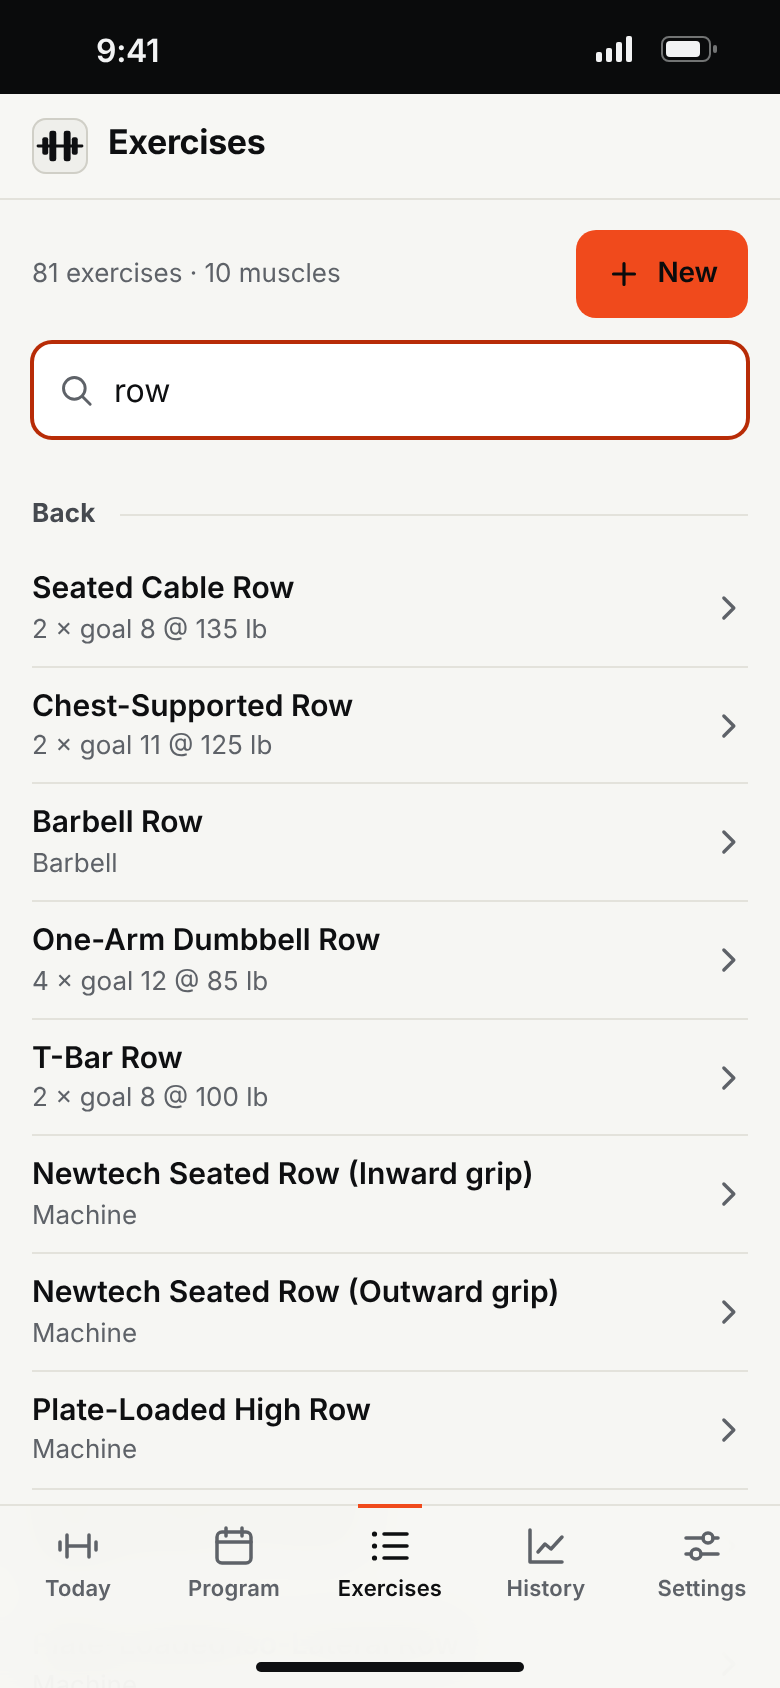 9:41
Exercises
81 exercises · 10 muscles
New
row
Back
Seated Cable Row
2 × goal 8 @ 135 lb
Chest-Supported Row
2 × goal 11 @ 125 lb
Barbell Row
Barbell
One-Arm Dumbbell Row
4 × goal 12 @ 85 lb
T-Bar Row
2 × goal 8 @ 100 lb
Newtech Seated Row (Inward grip)
Machine
Newtech Seated Row (Outward grip)
Machine
Plate-Loaded High Row
Machine
Today
Program
Exercises
History
Settings
Machine